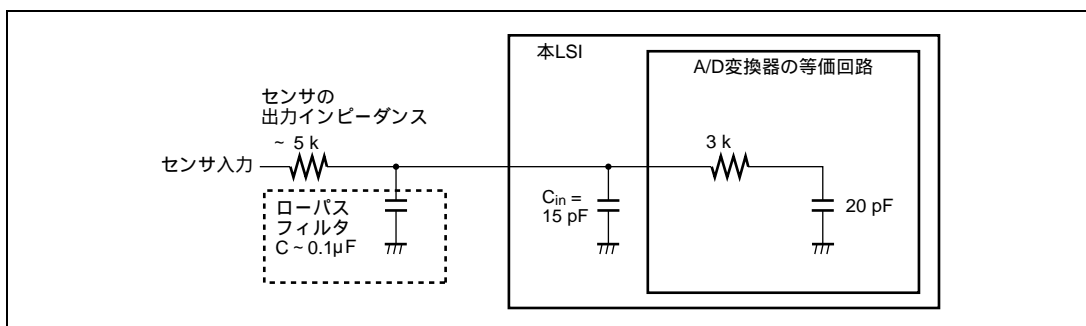 本LSI
A/D変換器の等価回路
センサの
出力インピーダンス
~ 5 k
3 k
センサ入力
ローパス
フィルタ
C ~ 0.1μF
Cin =
15 pF
20 pF